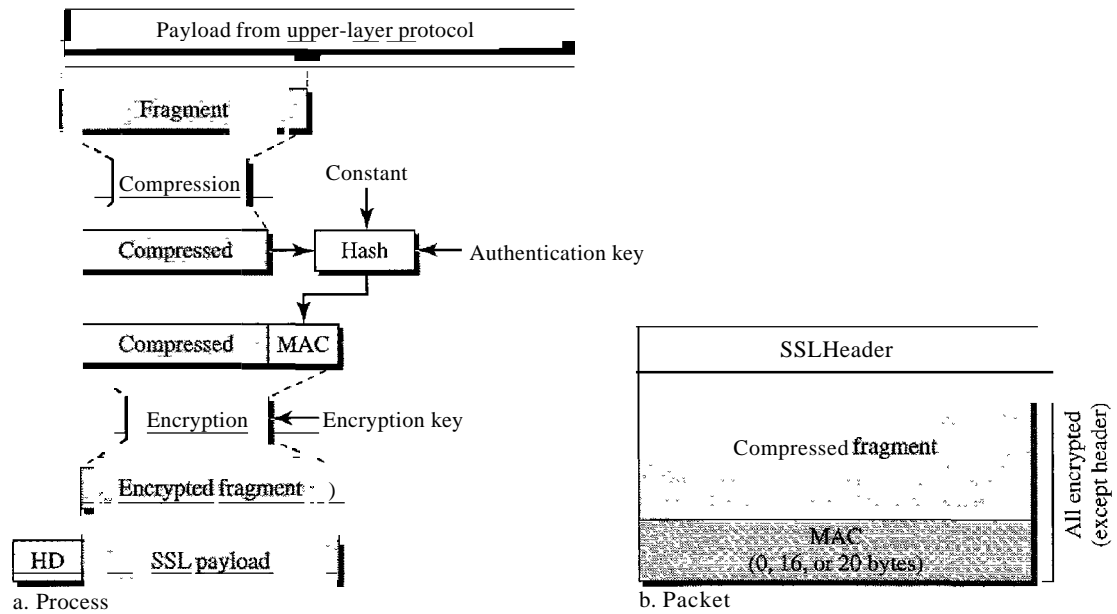 Payload from upper-layer protocol
Fragment
Compression
Constant
Compressed
Hash
Authentication key
Compressed
MAC
Encryption
Encryption key
Encrypted fragment )
HD
SSL payload
a. Process
SSLHeader
Compressed fragment
MAC
(0, 16, or 20 bytes)
All encrypted
(except header)
b. Packet